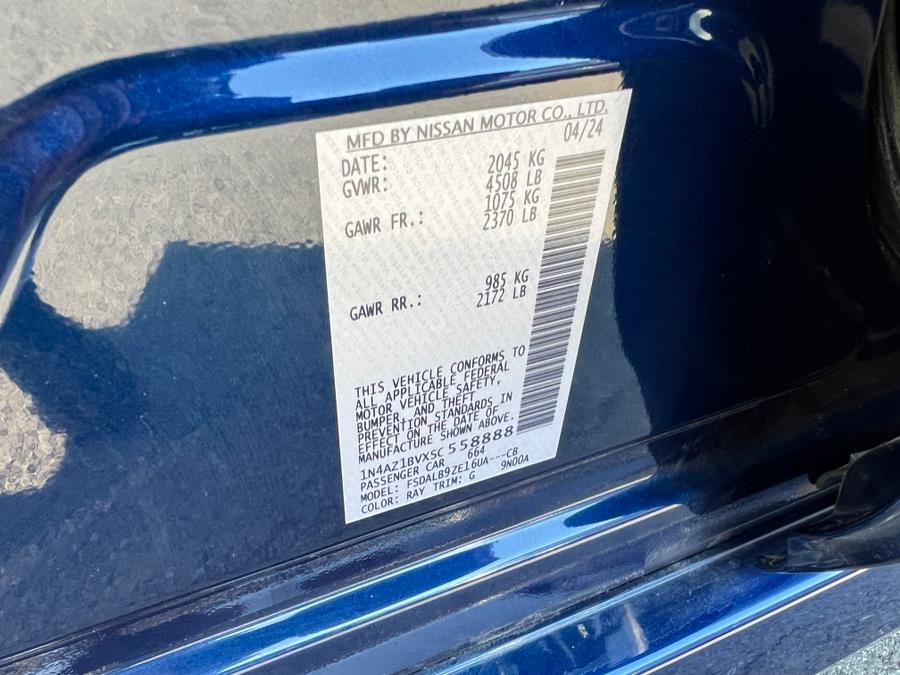 MFD BY NISSAN MOTOR CO., LTD.
DATE: 04/24
GVWR: 2045 KG
4508 LB
GAWR FR.: 1075 KG
2370 LB
GAWR RR.: 985 KG
2172 LB
THIS VEHICLE CONFORMS TO
ALL APPLICABLE FEDERAL
MOTOR VEHICLE SAFETY,
BUMPER, AND THEFT
PREVENTION STANDARDS IN
EFFECT ON THE DATE OF
MANUFACTURE SHOWN ABOVE.
1N4AZ1BVXSC558888
PASSENGER CAR 664
MODEL: FSDALB9ZE16UA---CB
COLOR: RAY TRIM: G 9N00A